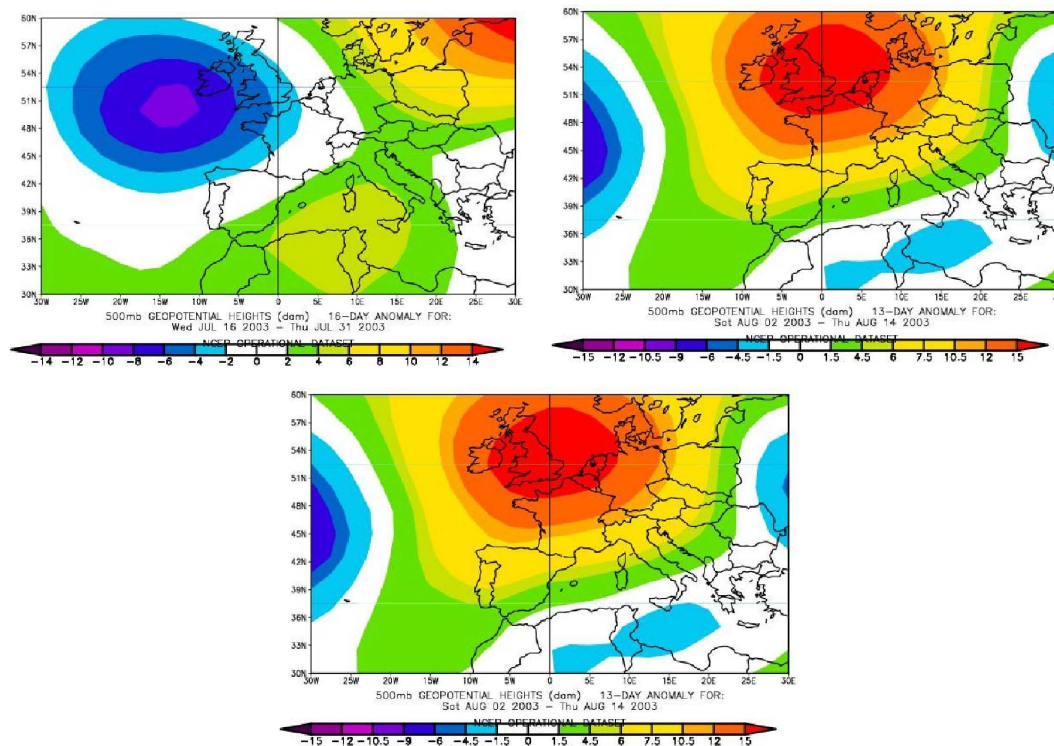 60N
57N
54N
51N
48N
45N
42N
39N
36N
33N
30N
30W 25W 20W 15W 10W 5W 0 5E 10E 15E 20E 25E 30E
500mb GEOPOTENTIAL HEIGHTS (dam) 16-DAY ANOMALY FOR:
Wed JUL 16 2003 – Thu JUL 31 2003
NCEP OPERATIONAL DATASET
-14 -12 -10 -8 -6 -4 -2 0 2 4 6 8 10 12 14
60N
57N
54N
51N
48N
45N
42N
39N
36N
33N
30N
30W 25W 20W 15W 10W 5W 0 5E 10E 15E 20E 25E 30E
500mb GEOPOTENTIAL HEIGHTS (dam) 13-DAY ANOMALY FOR:
Sat AUG 02 2003 – Thu AUG 14 2003
NCEP OPERATIONAL DATASET
-15 -12 -10.5 -9 -6 -4.5 -1.5 0 1.5 4.5 6 7.5 10.5 12 15
60N
57N
54N
51N
48N
45N
42N
39N
36N
33N
30N
30W 25W 20W 15W 10W 5W 0 5E 10E 15E 20E 25E 30E
500mb GEOPOTENTIAL HEIGHTS (dam) 13-DAY ANOMALY FOR:
Sat AUG 02 2003 – Thu AUG 14 2003
NCEP OPERATIONAL DATASET
-15 -12 -10.5 -9 -6 -4.5 -1.5 0 1.5 4.5 6 7.5 10.5 12 15